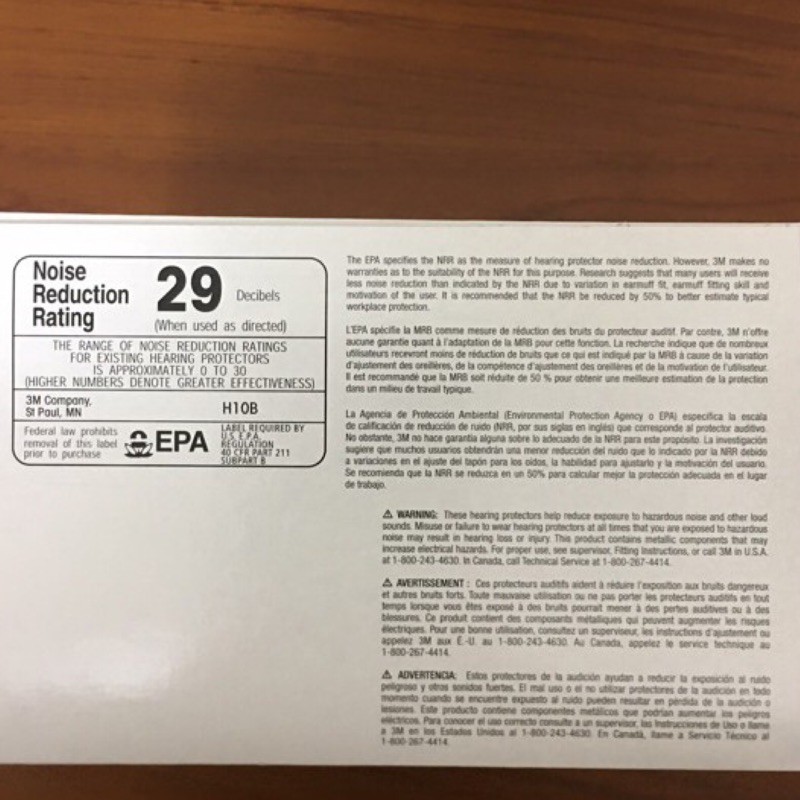 Noise
Reduction
Rating
29 Decibels
(When used as directed)
THE RANGE OF NOISE REDUCTION RATINGS
FOR EXISTING HEARING PROTECTORS
IS APPROXIMATELY 0 TO 30
(HIGHER NUMBERS DENOTE GREATER EFFECTIVENESS)
3M Company,
St Paul, MN
H10B
Federal law prohibits
removal of this label
prior to purchase
EPA
LABEL REQUIRED BY
U.S. E.P.A.
REGULATION
40 CFR PART 211
SUBPART B
The EPA specifies the NRR as the measure of hearing protector noise reduction. However, 3M makes no
warranties as to the suitability of the NRR for this purpose. Research suggests that many users will receive
less noise reduction than indicated by the NRR due to variation in earmuff fit, earmuff fitting skill and
motivation of the user. It is recommended that the NRR be reduced by 50% to better estimate typical
workplace protection.
L'EPA spécifie la MRB comme mesure de réduction des bruits du protecteur auditif. Par contre, 3M n'offre
aucune garantie quant à l'adaptation de la MRB pour cette fonction. La recherche indique que de nombreux
utilisateurs recevront moins de réduction de bruits que ce qui est indiqué par la MRB à cause de la variation
d'ajustement des oreillères, de la compétence d'ajustement des oreillères et de la motivation de l'utilisateur.
Il est recommandé que la MRB soit réduite de 50 % pour obtenir une meilleure estimation de la protection
dans un milieu de travail typique.
La Agencia de Protección Ambiental (Environmental Protection Agency o EPA) especifica la escala
de calificación de reducción de ruido (NRR, por sus siglas en inglés) que corresponde al protector auditivo.
No obstante, 3M no hace garantía alguna sobre lo adecuado de la NRR para este propósito. La investigación
sugiere que muchos usuarios obtendrán una menor reducción del ruido que lo indicado por la NRR debido
a variaciones en el ajuste del tapón para los oídos, la habilidad para ajustarlo y la motivación del usuario.
Se recomienda que la NRR se reduzca en un 50% para calcular mejor la protección adecuada en el lugar
de trabajo.
⚠ WARNING: These hearing protectors help reduce exposure to hazardous noise and other loud
sounds. Misuse or failure to wear hearing protectors at all times that you are exposed to hazardous
noise may result in hearing loss or injury. This product contains metallic components that may
increase electrical hazards. For proper use, see supervisor, Fitting Instructions, or call 3M in U.S.A.
at 1-800-243-4630. In Canada, call Technical Service at 1-800-267-4414.
⚠ AVERTISSEMENT : Ces protecteurs auditifs aident à réduire l'exposition aux bruits dangereux
et autres bruits forts. Toute mauvaise utilisation ou ne pas porter les protecteurs auditifs en tout
temps lorsque vous êtes exposé à des bruits pourrait mener à des pertes auditives ou à des
blessures. Ce produit contient des composants métalliques qui peuvent augmenter les risques
électriques. Pour une bonne utilisation, consultez un superviseur, les instructions d'ajustement ou
appelez 3M aux É.-U. au 1-800-243-4630. Au Canada, appelez le service technique au
1-800-267-4414.
⚠ ADVERTENCIA: Estos protectores de la audición ayudan a reducir la exposición al ruido
peligroso y otros sonidos fuertes. El mal uso o el no utilizar protectores de la audición en todo
momento cuando se encuentre expuesto al ruido pueden resultar en pérdida de la audición o
lesiones. Este producto contiene componentes metálicos que podrían aumentar los peligros
eléctricos. Para conocer el uso correcto consulte a un supervisor, las Instrucciones de Uso o llame
a 3M en los Estados Unidos al 1-800-243-4630. En Canadá, llame a Servicio Técnico al
1-800-267-4414.